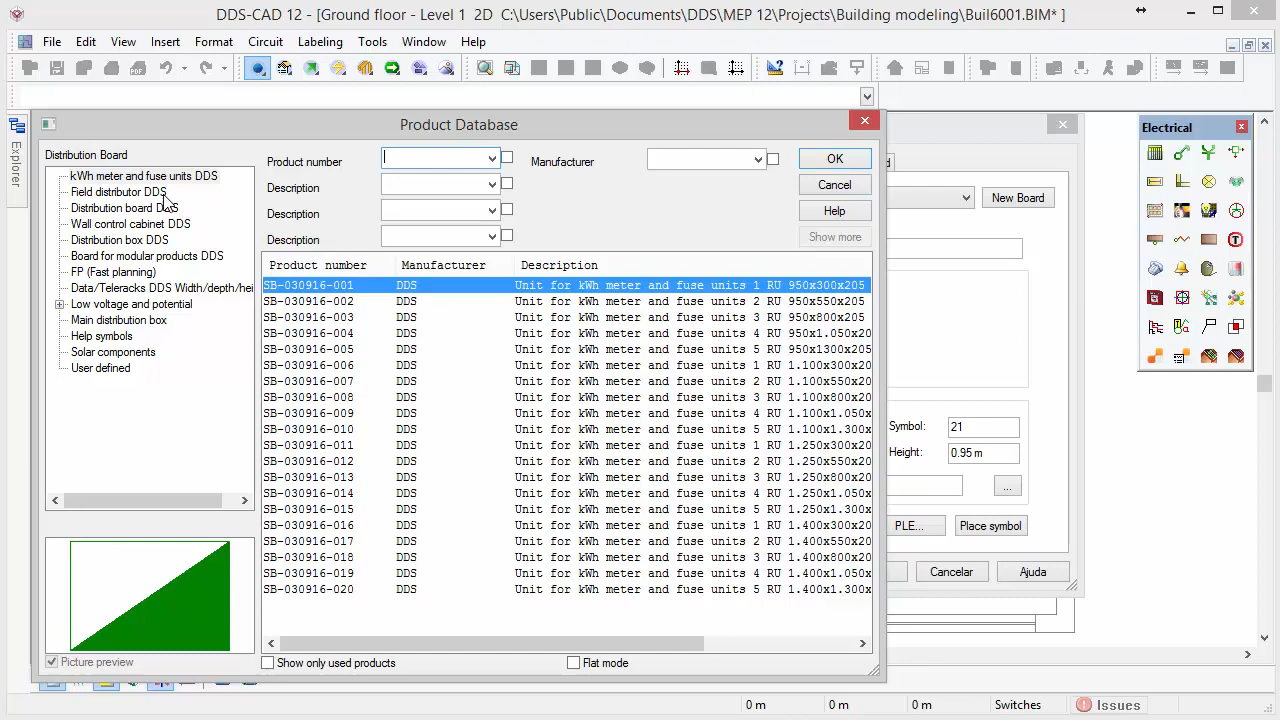 DDS-CAD 12 - [Ground floor - Level 1 2D C:\Users\Public\Documents\DDS\MEP 12\Projects\Building modeling\Buil6001.BIM* ]
File Edit View Insert Format Circuit Labeling Tools Window Help
Explorer
Product Database
Distribution Board
kWh meter and fuse units DDS
Field distributor DDS
Distribution board DDS
Wall control cabinet DDS
Distribution box DDS
Board for modular products DDS
FP (Fast planning)
Data/Teleracks DDS Width/depth/hei
Low voltage and potential
Main distribution box
Help symbols
Solar components
User defined
Picture preview
Product number
Manufacturer
Description
Description
Description
OK
Cancel
Help
Show more
Product number Manufacturer Description
SB-030916-001 DDS Unit for kWh meter and fuse units 1 RU 950x300x205
SB-030916-002 DDS Unit for kWh meter and fuse units 2 RU 950x550x205
SB-030916-003 DDS Unit for kWh meter and fuse units 3 RU 950x800x205
SB-030916-004 DDS Unit for kWh meter and fuse units 4 RU 950x1.050x20
SB-030916-005 DDS Unit for kWh meter and fuse units 5 RU 950x1300x205
SB-030916-006 DDS Unit for kWh meter and fuse units 1 RU 1.100x300x20
SB-030916-007 DDS Unit for kWh meter and fuse units 2 RU 1.100x550x20
SB-030916-008 DDS Unit for kWh meter and fuse units 3 RU 1.100x800x20
SB-030916-009 DDS Unit for kWh meter and fuse units 4 RU 1.100x1.050x
SB-030916-010 DDS Unit for kWh meter and fuse units 5 RU 1.100x1.300x
SB-030916-011 DDS Unit for kWh meter and fuse units 1 RU 1.250x300x20
SB-030916-012 DDS Unit for kWh meter and fuse units 2 RU 1.250x550x20
SB-030916-013 DDS Unit for kWh meter and fuse units 3 RU 1.250x800x20
SB-030916-014 DDS Unit for kWh meter and fuse units 4 RU 1.250x1.050x
SB-030916-015 DDS Unit for kWh meter and fuse units 5 RU 1.250x1.300x
SB-030916-016 DDS Unit for kWh meter and fuse units 1 RU 1.400x300x20
SB-030916-017 DDS Unit for kWh meter and fuse units 2 RU 1.400x550x20
SB-030916-018 DDS Unit for kWh meter and fuse units 3 RU 1.400x800x20
SB-030916-019 DDS Unit for kWh meter and fuse units 4 RU 1.400x1.050x
SB-030916-020 DDS Unit for kWh meter and fuse units 5 RU 1.400x1.300x
Show only used products
Flat mode
New Board
Symbol: 21
Height: 0.95 m
...
PLE...
Place symbol
Cancelar
Ajuda
Electrical
0 m 0 m 0 m Switches Issues